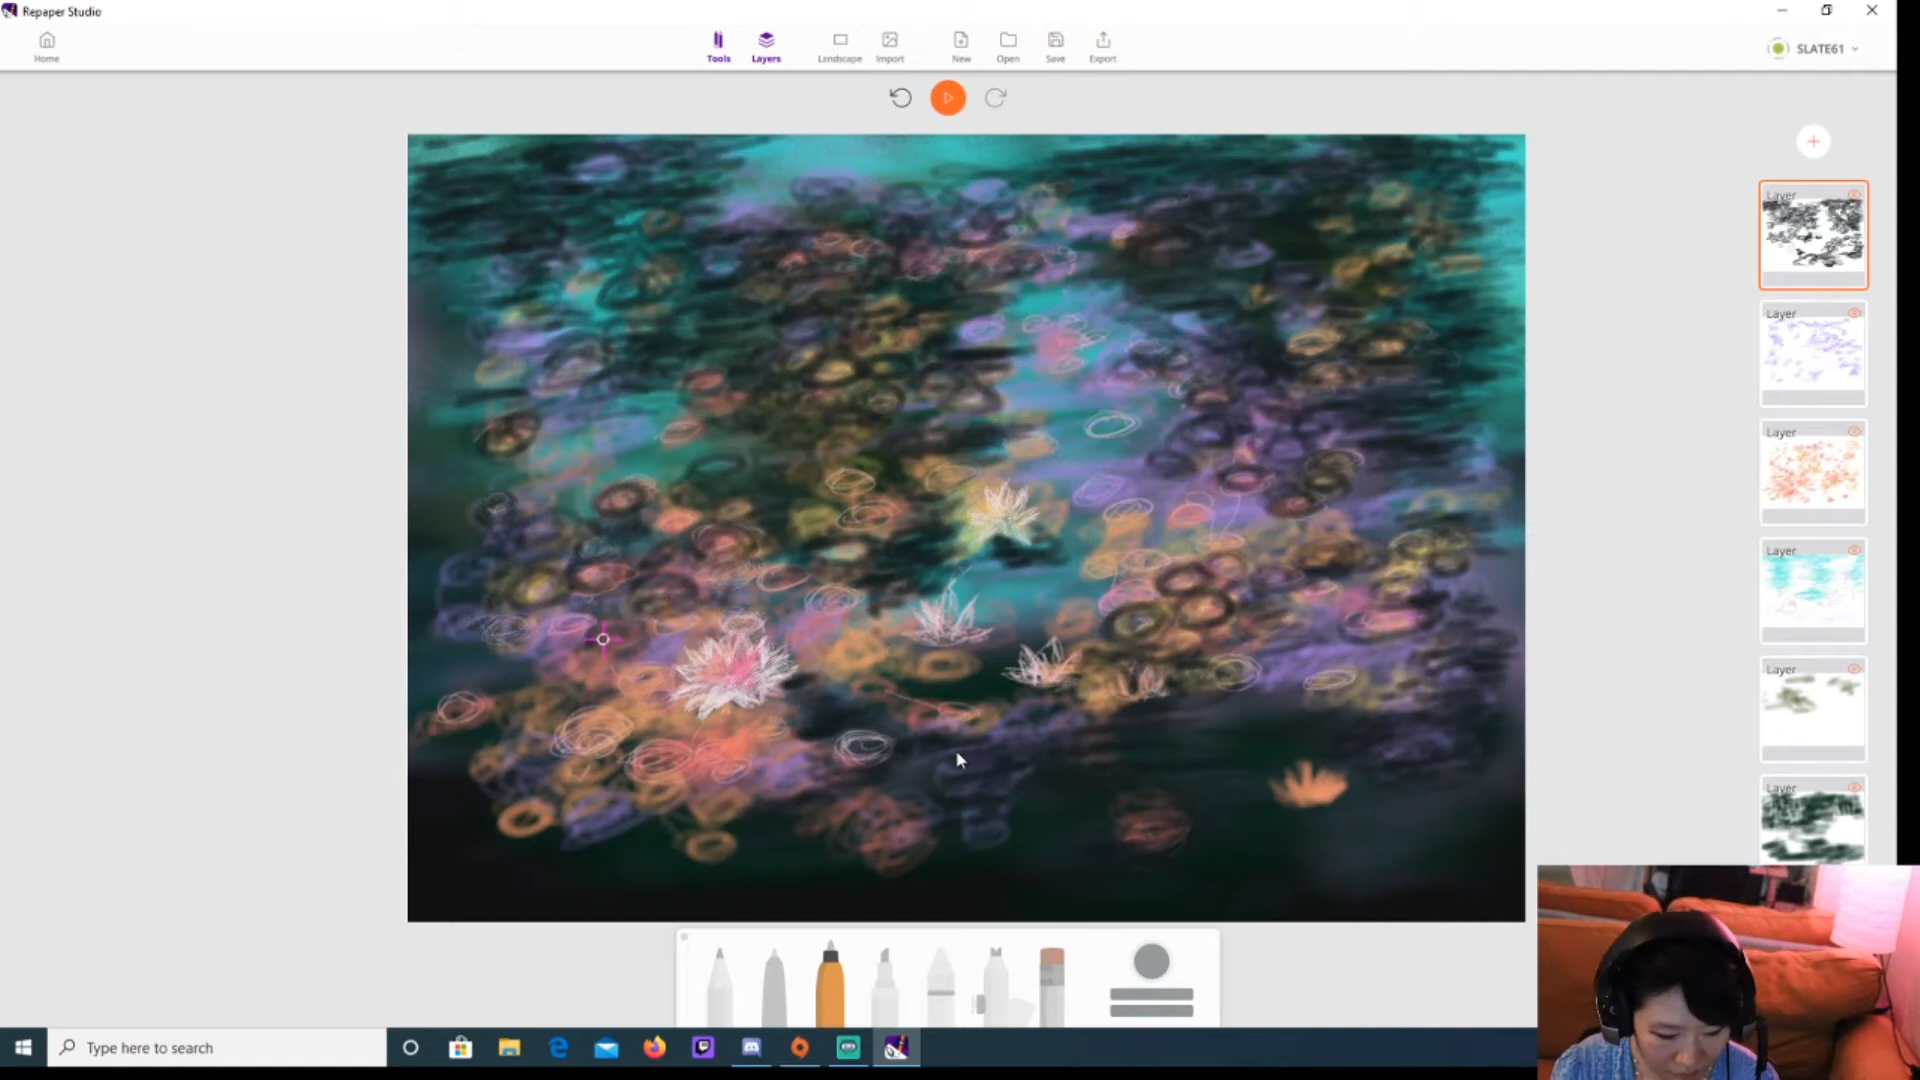 Repaper Studio
Home
Tools
Layers
Landscape
Import
New
Open
Save
Export
SLATE61
Layer
Layer
Layer
Layer
Layer
Layer
Type here to search